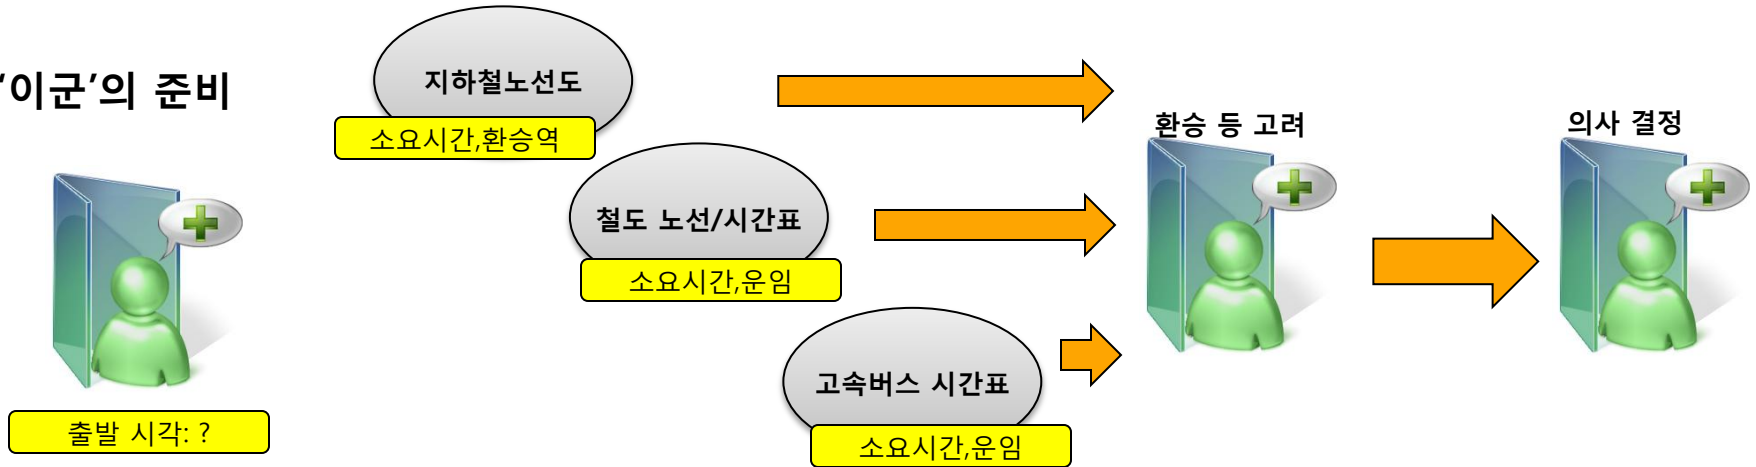 ‘이군’의 준비
출발 시각: ?
지하철노선도
소요시간,환승역
철도 노선/시간표
소요시간,운임
고속버스 시간표
소요시간,운임
환승 등 고려
의사 결정